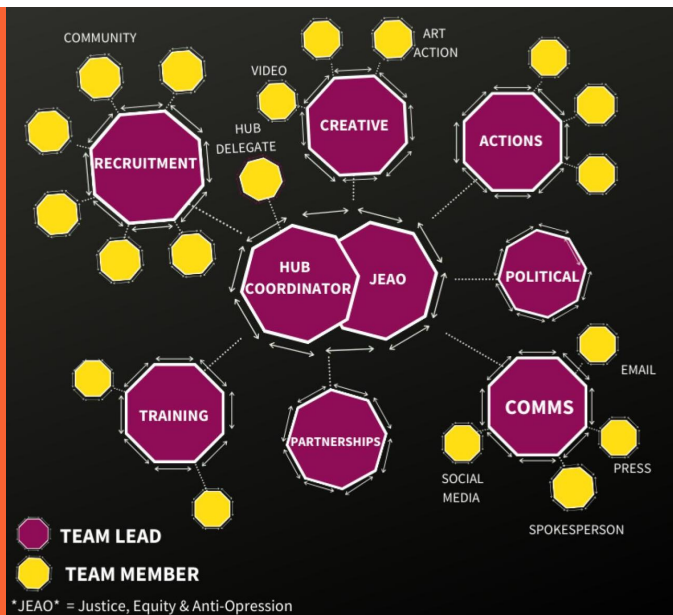 COMMUNITY
ART
ACTION
VIDEO
HUB
DELEGATE
CREATIVE
ACTIONS
RECRUITMENT
HUB
COORDINATOR
JEAO
POLITICAL
EMAIL
TRAINING
PARTNERSHIPS
COMMS
SOCIAL
MEDIA
PRESS
SPOKESPERSON
TEAM LEAD
TEAM MEMBER
*JEAO* = Justice, Equity & Anti-Opression